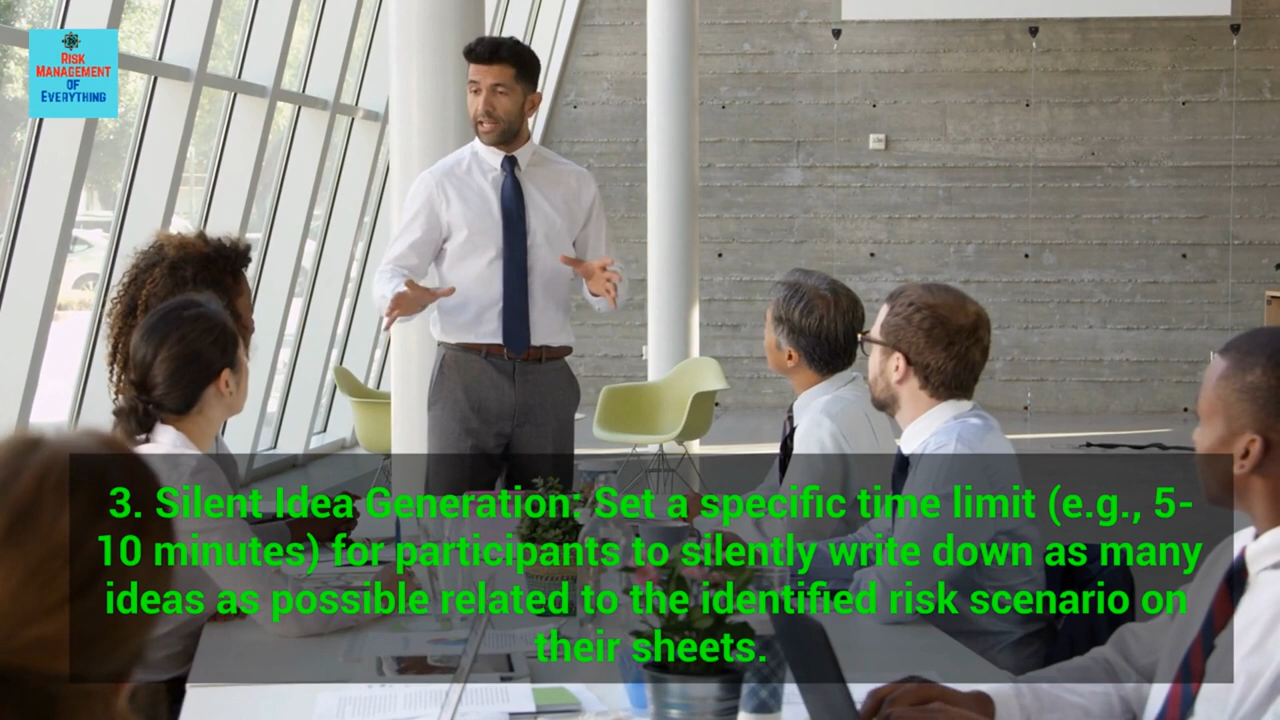 RISK
MANAGEMENT
OF
EVERYTHING
3. Silent Idea Generation: Set a specific time limit (e.g., 5-
10 minutes) for participants to silently write down as many
ideas as possible related to the identified risk scenario on
their sheets.